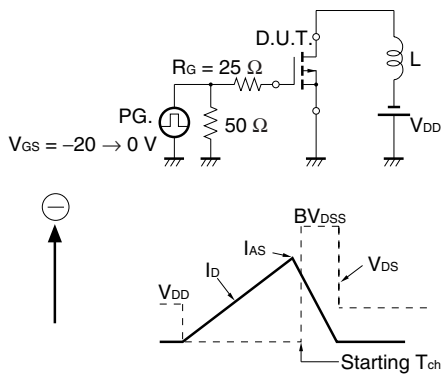 D.U.T.
L
RG = 25 Ω
PG.
50 Ω
VDD
VGS = −20 → 0 V
−
BVDSS
IAS
ID
VDS
VDD
Starting Tch